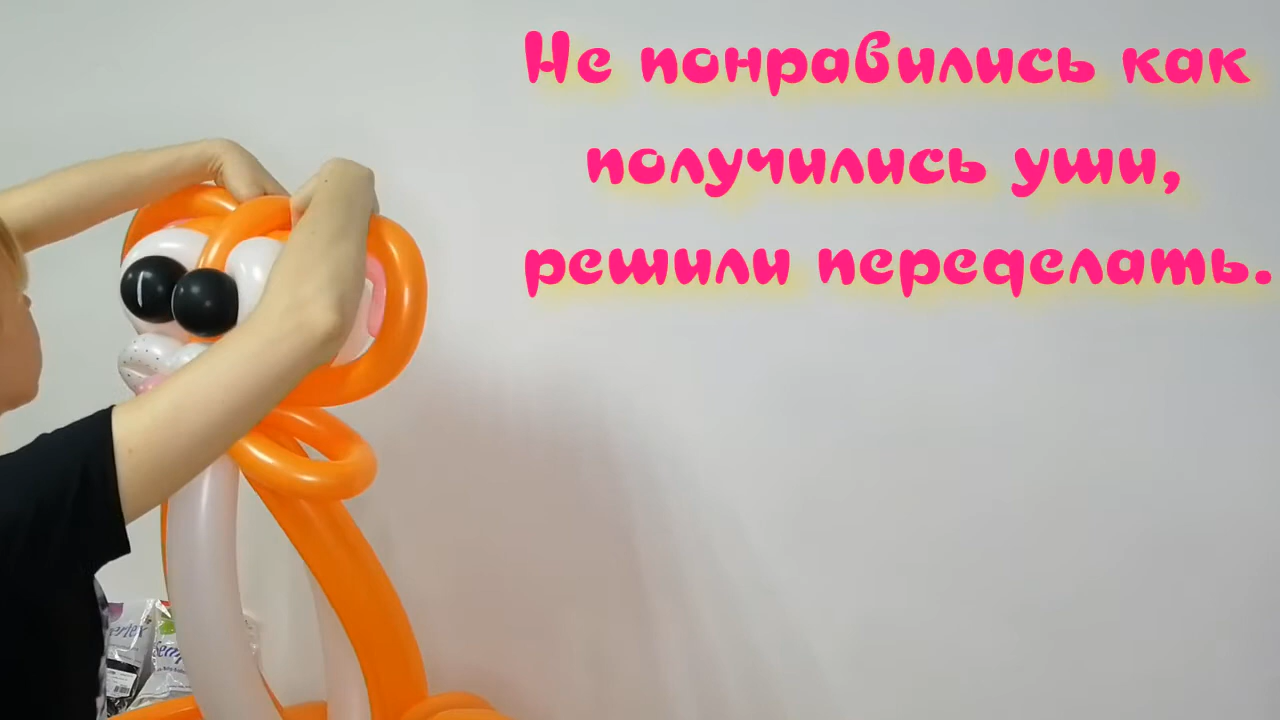 Не понравились как
получились уши,
решили переделать.